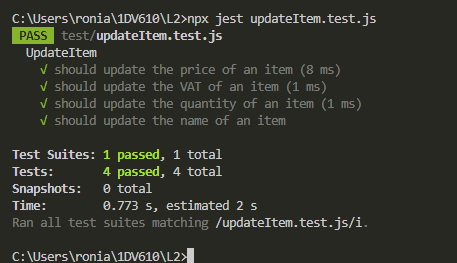 C:\Users\ronia\1DV610\L2>npx jest updateItem.test.js
PASS test/updateItem.test.js
UpdateItem
√ should update the price of an item (8 ms)
√ should update the VAT of an item (1 ms)
√ should update the quantity of an item (1 ms)
√ should update the name of an item
Test Suites: 1 passed, 1 total
Tests: 4 passed, 4 total
Snapshots: 0 total
Time: 0.773 s, estimated 2 s
Ran all test suites matching /updateItem.test.js/i.
C:\Users\ronia\1DV610\L2>